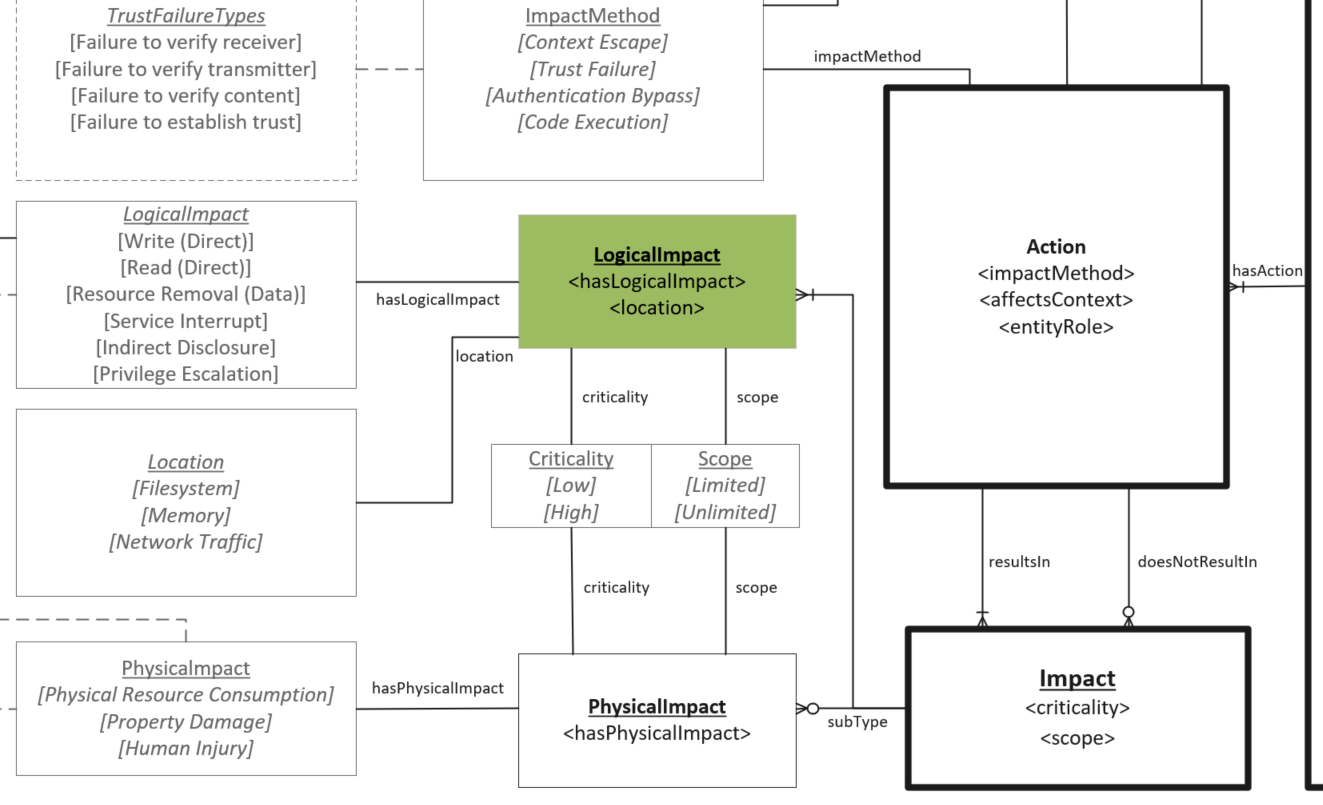 TrustFailureTypes
[Failure to verify receiver]
[Failure to verify transmitter]
[Failure to verify content]
[Failure to establish trust]
ImpactMethod
[Context Escape]
[Trust Failure]
[Authentication Bypass]
[Code Execution]
impactMethod
Action
<impactMethod>
<affectsContext>
<entityRole>
hasAction
LogicalImpact
[Write (Direct)]
[Read (Direct)]
[Resource Removal (Data)]
[Service Interrupt]
[Indirect Disclosure]
[Privilege Escalation]
hasLogicalImpact
LogicalImpact
<hasLogicalImpact>
<location>
location
criticality
scope
Location
[Filesystem]
[Memory]
[Network Traffic]
Criticality
[Low]
[High]
Scope
[Limited]
[Unlimited]
criticality
scope
resultsIn
doesNotResultIn
PhysicaImpact
[Physical Resource Consumption]
[Property Damage]
[Human Injury]
hasPhysicalImpact
PhysicalImpact
<hasPhysicalImpact>
subType
Impact
<criticality>
<scope>